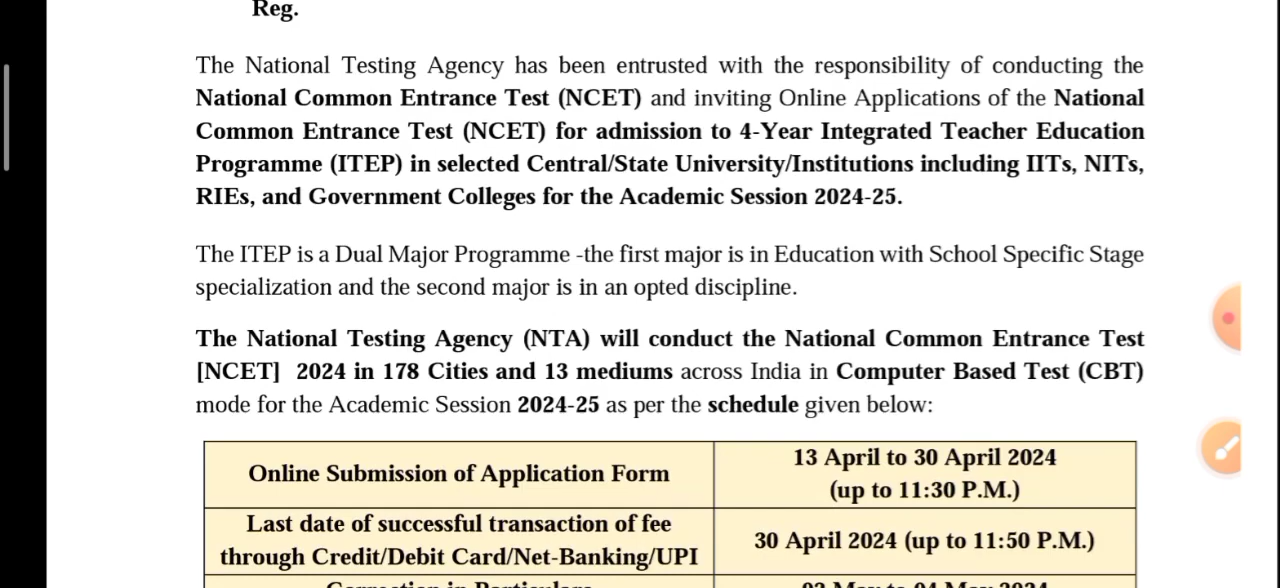 Reg.
The National Testing Agency has been entrusted with the responsibility of conducting the
National Common Entrance Test (NCET) and inviting Online Applications of the National
Common Entrance Test (NCET) for admission to 4-Year Integrated Teacher Education
Programme (ITEP) in selected Central/State University/Institutions including IITs, NITs,
RIEs, and Government Colleges for the Academic Session 2024-25.
The ITEP is a Dual Major Programme -the first major is in Education with School Specific Stage
specialization and the second major is in an opted discipline.
The National Testing Agency (NTA) will conduct the National Common Entrance Test
[NCET] 2024 in 178 Cities and 13 mediums across India in Computer Based Test (CBT)
mode for the Academic Session 2024-25 as per the schedule given below:
Online Submission of Application Form
13 April to 30 April 2024
(up to 11:30 P.M.)
Last date of successful transaction of fee
through Credit/Debit Card/Net-Banking/UPI
30 April 2024 (up to 11:50 P.M.)